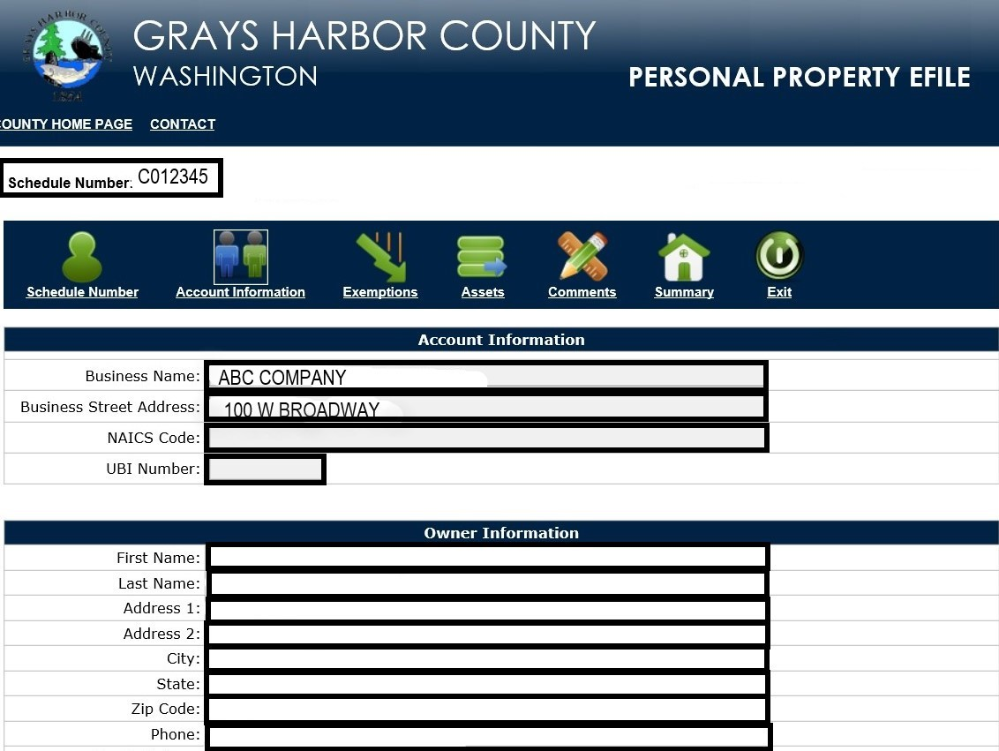 GRAYS HARBOR COUNTY
GRAYS HARBOR COUNTY
WASHINGTON
1854
PERSONAL PROPERTY EFILE
COUNTY HOME PAGE CONTACT
Schedule Number: C012345
Schedule Number Account Information Exemptions Assets Comments Summary Exit
Account Information
Business Name: ABC COMPANY
Business Street Address: 100 W BROADWAY
NAICS Code:
UBI Number:
Owner Information
First Name:
Last Name:
Address 1:
Address 2:
City:
State:
Zip Code:
Phone: